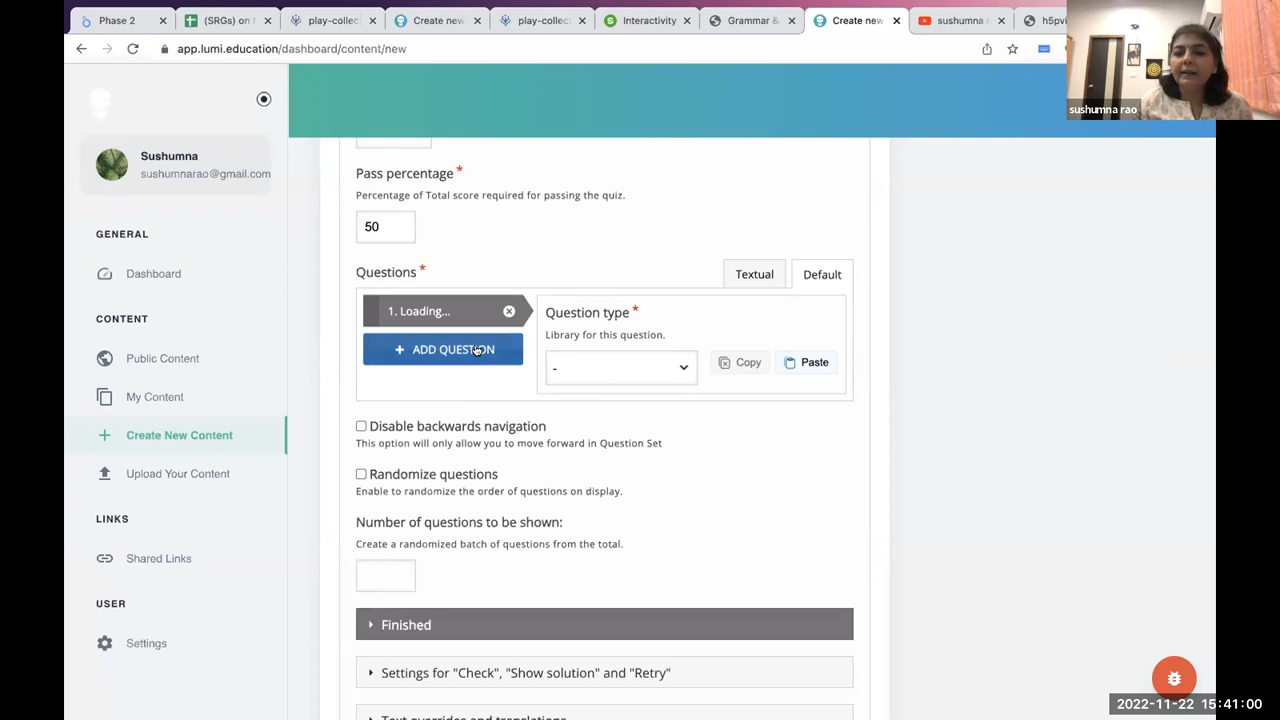 Phase 2
(SRGs) on
play-collec
Create new
play-collec
Interactivity
Grammar &
Create new
sushumna r
h5pvi
app.lumi.education/dashboard/content/new
sushumna rao
Sushumna
sushumnarao@gmail.com
GENERAL
Dashboard
CONTENT
Public Content
My Content
Create New Content
Upload Your Content
LINKS
Shared Links
USER
Settings
Pass percentage *
Percentage of Total score required for passing the quiz.
50
Questions *
Textual
Default
1. Loading...
+ ADD QUESTION
Question type *
Library for this question.
-
Copy
Paste
Disable backwards navigation
This option will only allow you to move forward in Question Set
Randomize questions
Enable to randomize the order of questions on display.
Number of questions to be shown:
Create a randomized batch of questions from the total.
Finished
Settings for "Check", "Show solution" and "Retry"
Text overrides and translations
2022-11-22 15:41:00